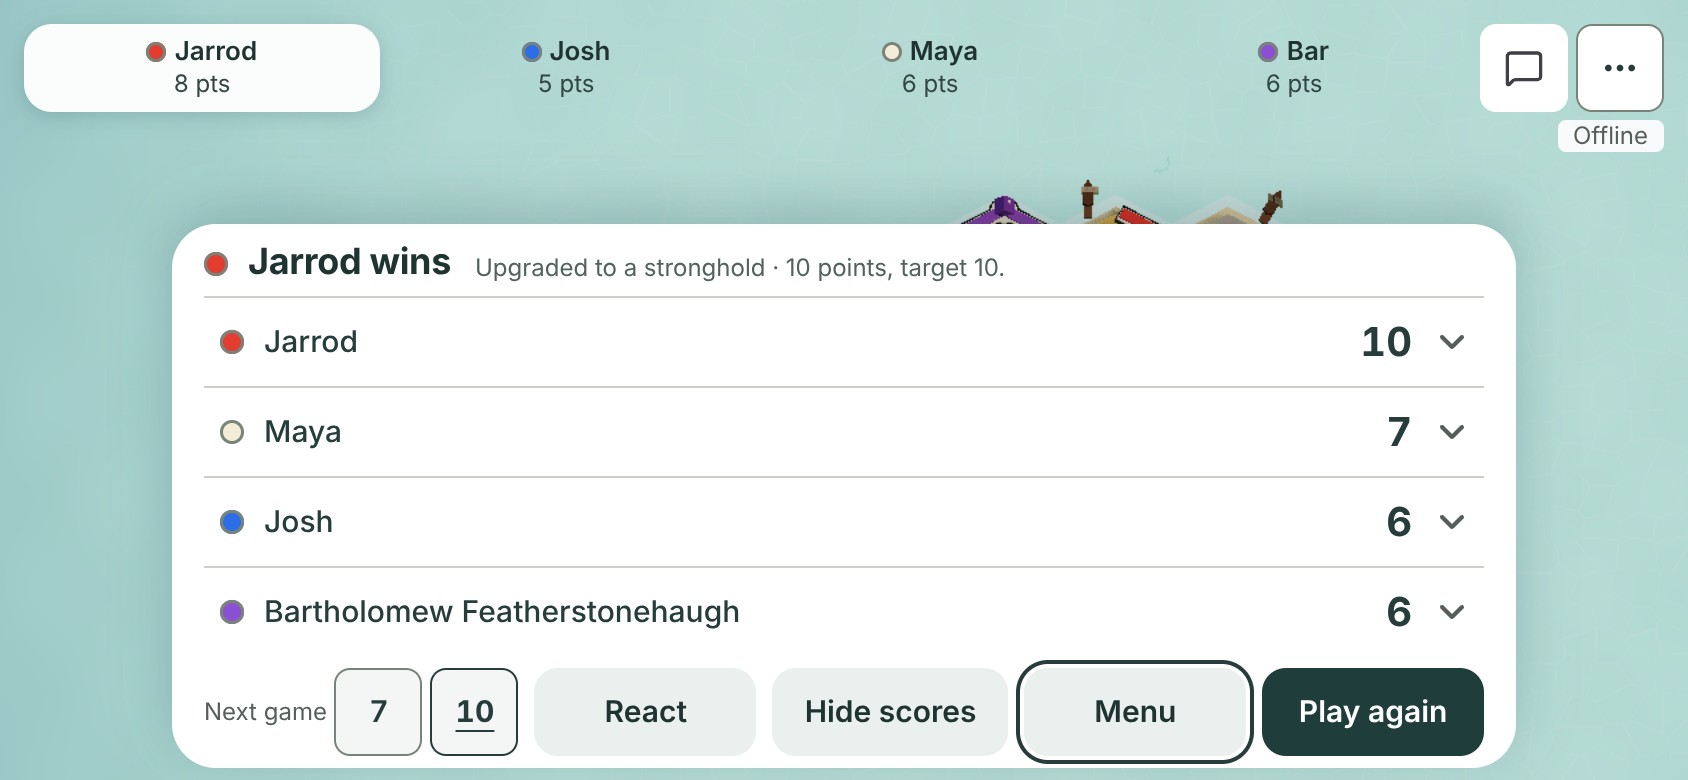 Jarrod
8 pts
Josh
5 pts
Maya
6 pts
Bar
6 pts
Offline
Jarrod wins Upgraded to a stronghold · 10 points, target 10.
Jarrod 10
Maya 7
Josh 6
Bartholomew Featherstonehaugh 6
Next game 7 10 React Hide scores Menu Play again